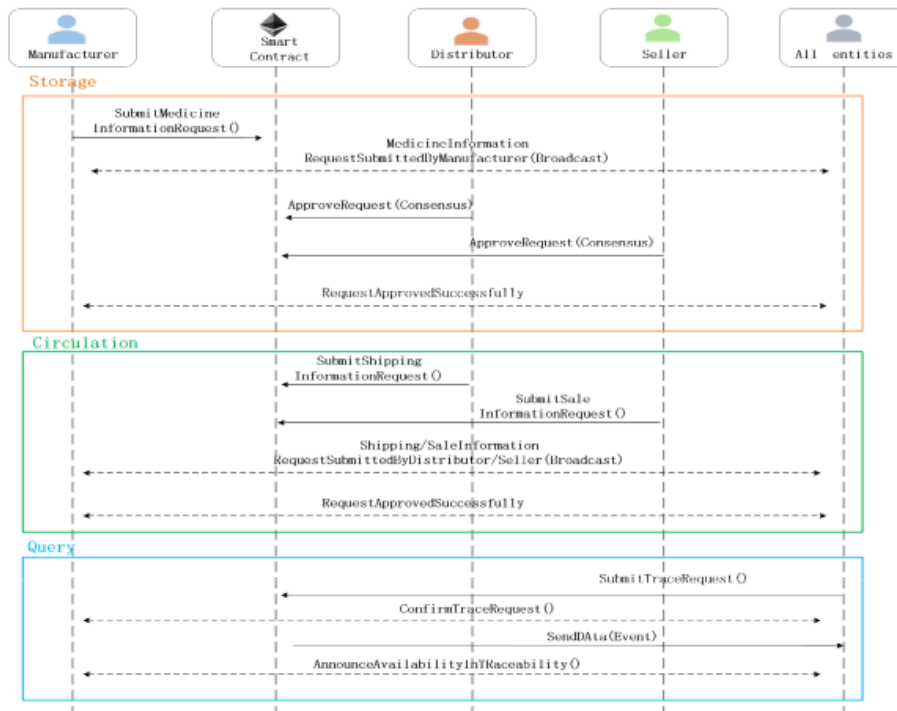 Manufacturer
Smart
Contract
Distributor
Seller
All entities
Storage
SubmitMedicine
InformationRequest()
MedicineInformation
RequestSubmittedByManufacturer(Broadcast)
ApproveRequest(Consensus)
ApproveRequest(Consensus)
RequestApprovedSuccessfully
Circulation
SubmitShipping
InformationRequest()
SubmitSale
InformationRequest()
Shipping/SaleInformation
RequestSubmittedByDistributor/Seller(Broadcast)
RequestApprovedSuccessfully
Query
SubmitTraceRequest()
ConfirmTraceRequest()
SendDAta(Event)
AnnounceAvailabilityInTRaceability()